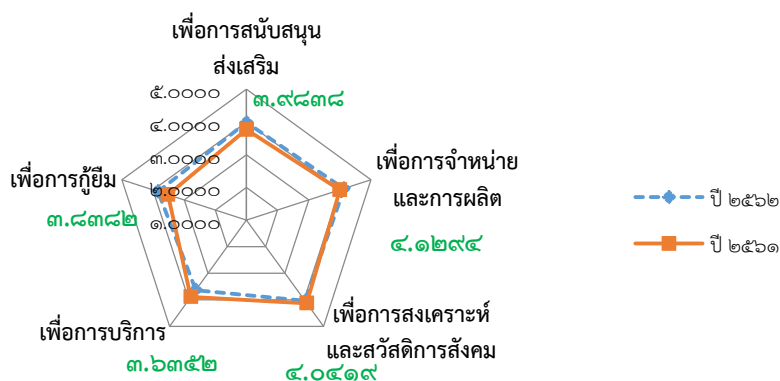 เพื่อการสนับสนุน
ส่งเสริม
๓.๙๘๓๘
๕.๐๐๐๐
๔.๐๐๐๐
๓.๐๐๐๐
๒.๐๐๐๐
๑.๐๐๐๐
เพื่อการจำหน่าย
และการผลิต
๔.๑๒๙๔
เพื่อการสงเคราะห์
และสวัสดิการสังคม
๔.๐๔๑๙
เพื่อการบริการ
๓.๖๓๕๒
เพื่อการกู้ยืม
๓.๘๓๘๒
ปี ๒๕๖๒
ปี ๒๕๖๑